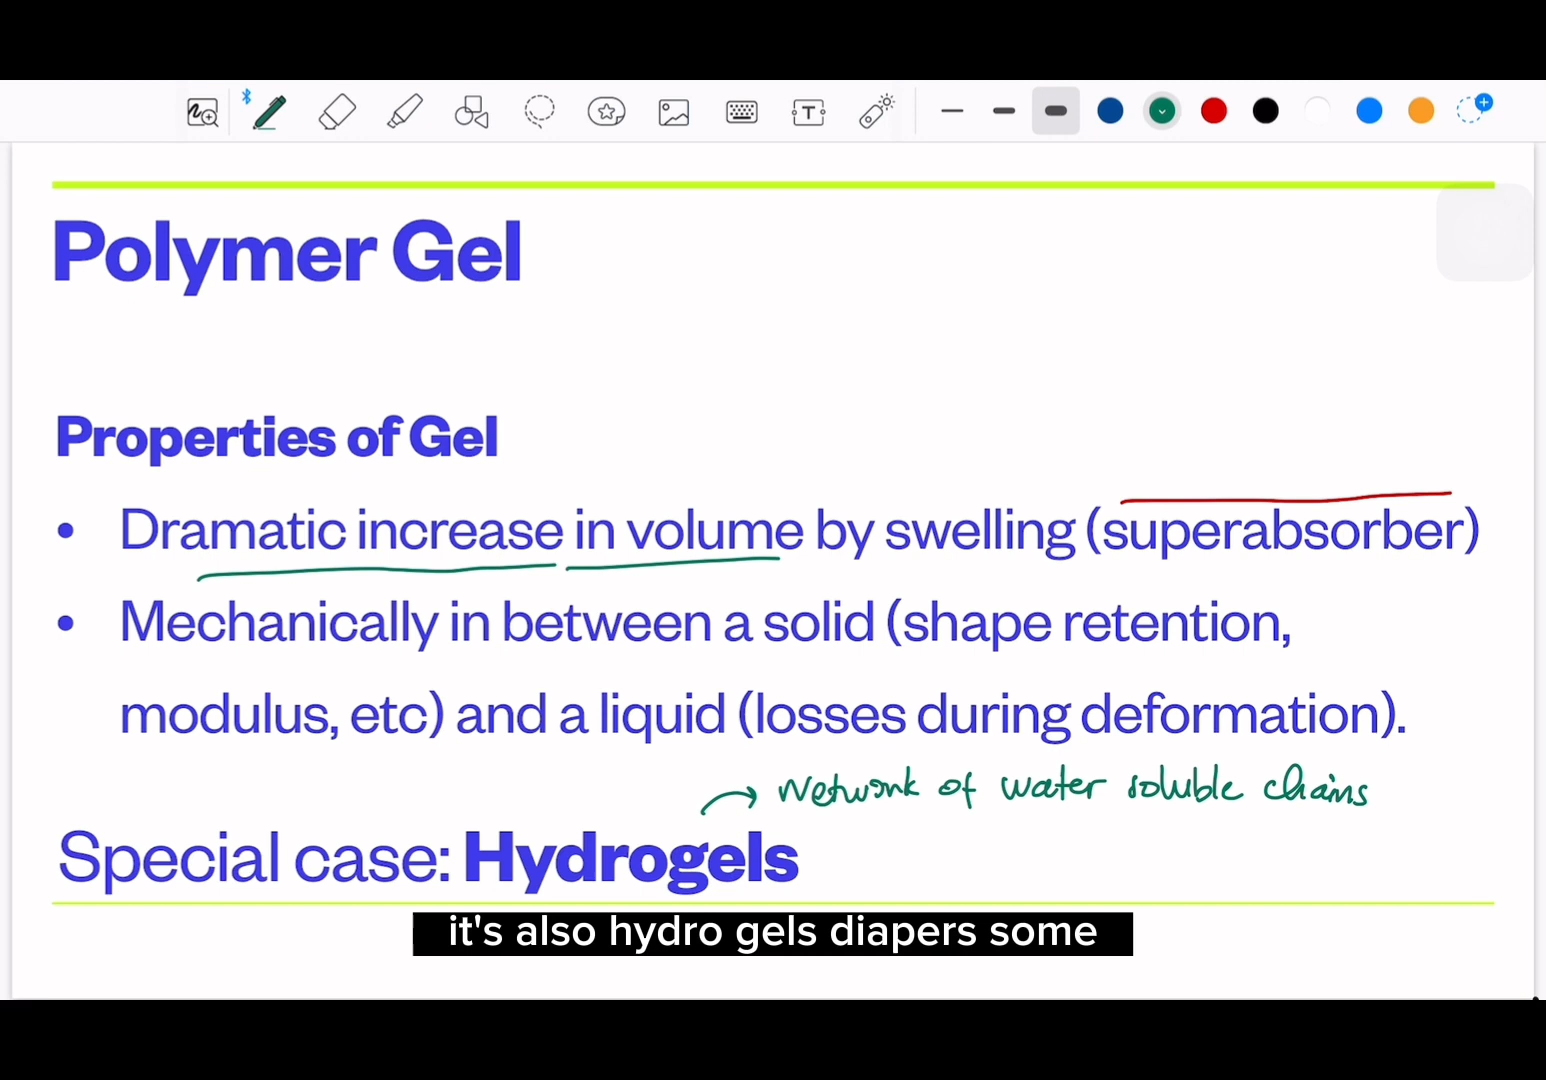 Polymer Gel
Properties of Gel
• Dramatic increase in volume by swelling (superabsorber)
• Mechanically in between a solid (shape retention,
modulus, etc) and a liquid (losses during deformation).
Network of water soluble chains
Special case: Hydrogels
it's also hydro gels diapers some